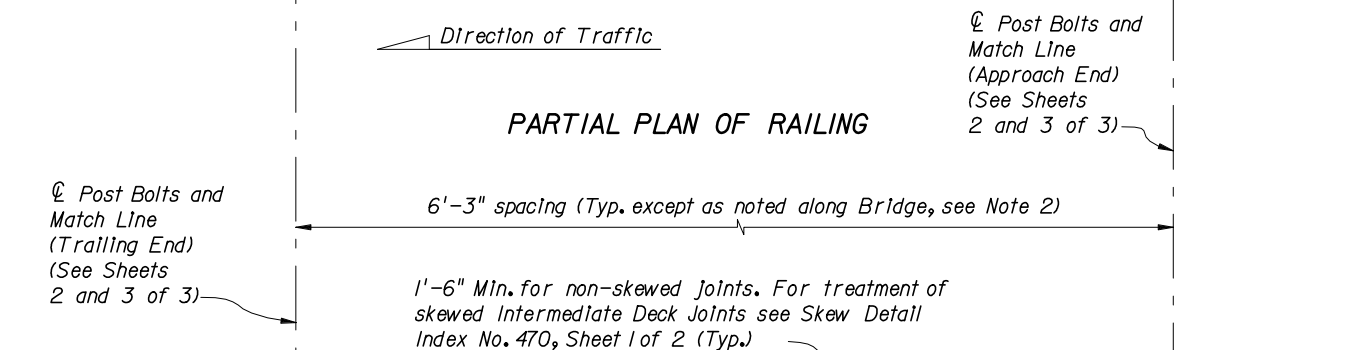 Direction of Traffic
℄ Post Bolts and
Match Line
(Approach End)
(See Sheets
2 and 3 of 3)
PARTIAL PLAN OF RAILING
℄ Post Bolts and
Match Line
(Trailing End)
(See Sheets
2 and 3 of 3)
6'-3" spacing (Typ. except as noted along Bridge, see Note 2)
1'-6" Min. for non-skewed joints. For treatment of
skewed Intermediate Deck Joints see Skew Detail
Index No. 470, Sheet 1 of 2 (Typ.)